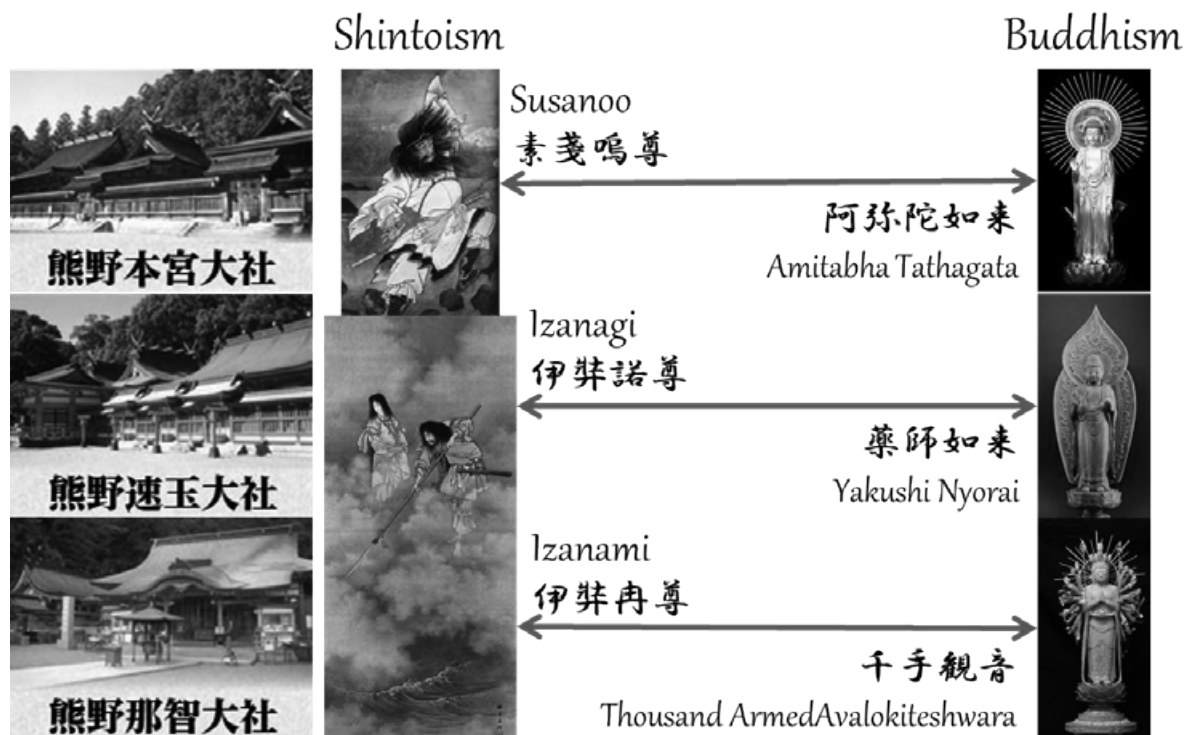 Shintoism
Buddhism
熊野本宮大社
Susanoo
素戔嗚尊
阿弥陀如来
Amitabha Tathagata
熊野速玉大社
Izanagi
伊弉諾尊
薬師如来
Yakushi Nyorai
熊野那智大社
Izanami
伊弉冉尊
千手観音
Thousand ArmedAvalokiteshwara